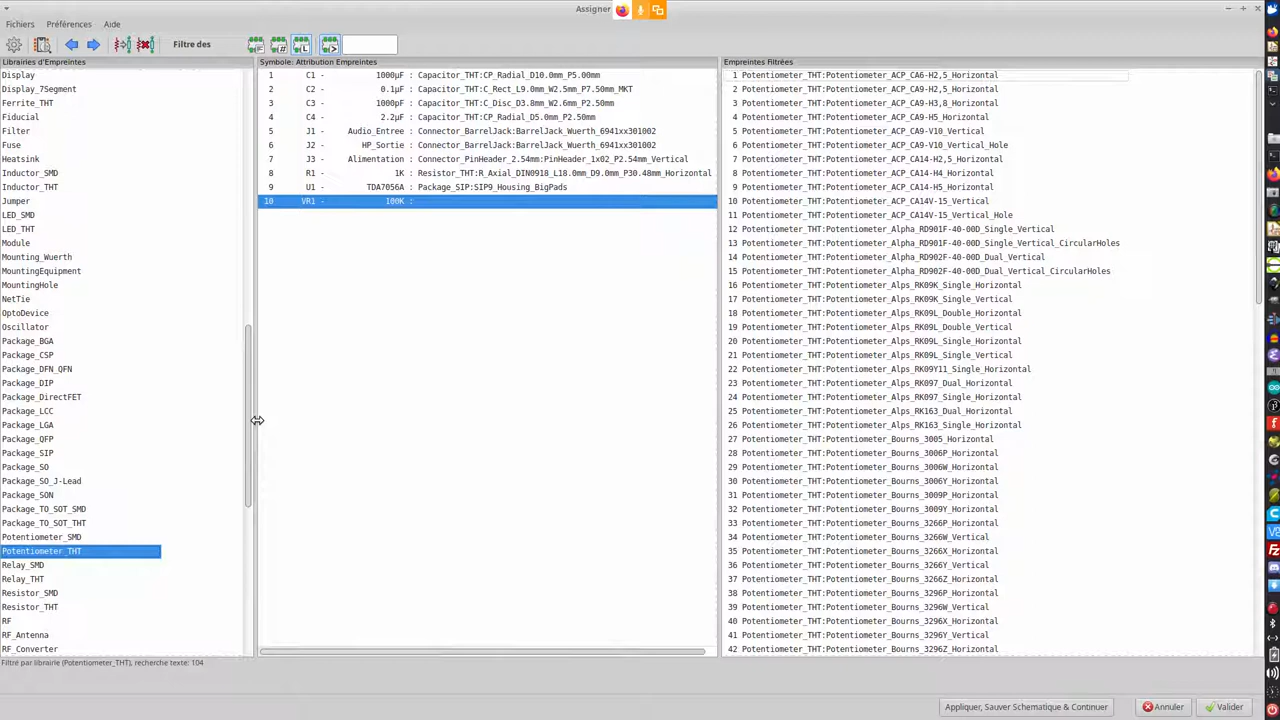 Assigner
Fichiers Préférences Aide
Filtre des
Librairies d'Empreintes
Display
Display_7Segment
Ferrite_THT
Fiducial
Filter
Fuse
Heatsink
Inductor_SMD
Inductor_THT
Jumper
LED_SMD
LED_THT
Module
Mounting_Wuerth
MountingEquipment
MountingHole
NetTie
OptoDevice
Oscillator
Package_BGA
Package_CSP
Package_DFN_QFN
Package_DIP
Package_DirectFET
Package_LCC
Package_LGA
Package_QFP
Package_SIP
Package_SO
Package_SO_J-Lead
Package_SON
Package_TO_SOT_SMD
Package_TO_SOT_THT
Potentiometer_SMD
Potentiometer_THT
Relay_SMD
Relay_THT
Resistor_SMD
Resistor_THT
RF
RF_Antenna
RF_Converter
Symbole: Attribution Empreintes
1 C1 - 1000µF : Capacitor_THT:CP_Radial_D10.0mm_P5.00mm
2 C2 - 0.1µF : Capacitor_THT:C_Rect_L9.0mm_W2.5mm_P7.50mm_MKT
3 C3 - 1000pF : Capacitor_THT:C_Disc_D3.8mm_W2.6mm_P2.50mm
4 C4 - 2.2µF : Capacitor_THT:CP_Radial_D5.0mm_P2.50mm
5 J1 - Audio_Entree : Connector_BarrelJack:BarrelJack_Wuerth_6941xx301002
6 J2 - HP_Sortie : Connector_BarrelJack:BarrelJack_Wuerth_6941xx301002
7 J3 - Alimentation : Connector_PinHeader_2.54mm:PinHeader_1x02_P2.54mm_Vertical
8 R1 - 1K : Resistor_THT:R_Axial_DIN0918_L18.0mm_D9.0mm_P30.48mm_Horizontal
9 U1 - TDA7056A : Package_SIP:SIP9_Housing_BigPads
10 VR1 - 100K :
Empreintes Filtrées
1 Potentiometer_THT:Potentiometer_ACP_CA6-H2,5_Horizontal
2 Potentiometer_THT:Potentiometer_ACP_CA9-H2,5_Horizontal
3 Potentiometer_THT:Potentiometer_ACP_CA9-H3,8_Horizontal
4 Potentiometer_THT:Potentiometer_ACP_CA9-H5_Horizontal
5 Potentiometer_THT:Potentiometer_ACP_CA9-V10_Vertical
6 Potentiometer_THT:Potentiometer_ACP_CA9-V10_Vertical_Hole
7 Potentiometer_THT:Potentiometer_ACP_CA14-H2,5_Horizontal
8 Potentiometer_THT:Potentiometer_ACP_CA14-H4_Horizontal
9 Potentiometer_THT:Potentiometer_ACP_CA14-H5_Horizontal
10 Potentiometer_THT:Potentiometer_ACP_CA14V-15_Vertical
11 Potentiometer_THT:Potentiometer_ACP_CA14V-15_Vertical_Hole
12 Potentiometer_THT:Potentiometer_Alpha_RD901F-40-00D_Single_Vertical
13 Potentiometer_THT:Potentiometer_Alpha_RD901F-40-00D_Single_Vertical_CircularHoles
14 Potentiometer_THT:Potentiometer_Alpha_RD902F-40-00D_Dual_Vertical
15 Potentiometer_THT:Potentiometer_Alpha_RD902F-40-00D_Dual_Vertical_CircularHoles
16 Potentiometer_THT:Potentiometer_Alps_RK09K_Single_Horizontal
17 Potentiometer_THT:Potentiometer_Alps_RK09K_Single_Vertical
18 Potentiometer_THT:Potentiometer_Alps_RK09L_Double_Horizontal
19 Potentiometer_THT:Potentiometer_Alps_RK09L_Double_Vertical
20 Potentiometer_THT:Potentiometer_Alps_RK09L_Single_Horizontal
21 Potentiometer_THT:Potentiometer_Alps_RK09L_Single_Vertical
22 Potentiometer_THT:Potentiometer_Alps_RK09Y11_Single_Horizontal
23 Potentiometer_THT:Potentiometer_Alps_RK097_Dual_Horizontal
24 Potentiometer_THT:Potentiometer_Alps_RK097_Single_Horizontal
25 Potentiometer_THT:Potentiometer_Alps_RK163_Dual_Horizontal
26 Potentiometer_THT:Potentiometer_Alps_RK163_Single_Horizontal
27 Potentiometer_THT:Potentiometer_Bourns_3005_Horizontal
28 Potentiometer_THT:Potentiometer_Bourns_3006P_Horizontal
29 Potentiometer_THT:Potentiometer_Bourns_3006W_Horizontal
30 Potentiometer_THT:Potentiometer_Bourns_3006Y_Horizontal
31 Potentiometer_THT:Potentiometer_Bourns_3009P_Horizontal
32 Potentiometer_THT:Potentiometer_Bourns_3009Y_Horizontal
33 Potentiometer_THT:Potentiometer_Bourns_3266P_Horizontal
34 Potentiometer_THT:Potentiometer_Bourns_3266W_Vertical
35 Potentiometer_THT:Potentiometer_Bourns_3266X_Horizontal
36 Potentiometer_THT:Potentiometer_Bourns_3266Y_Vertical
37 Potentiometer_THT:Potentiometer_Bourns_3266Z_Horizontal
38 Potentiometer_THT:Potentiometer_Bourns_3296P_Horizontal
39 Potentiometer_THT:Potentiometer_Bourns_3296W_Vertical
40 Potentiometer_THT:Potentiometer_Bourns_3296X_Horizontal
41 Potentiometer_THT:Potentiometer_Bourns_3296Y_Vertical
42 Potentiometer_THT:Potentiometer_Bourns_3296Z_Horizontal
Filtré par librairie (Potentiometer_THT), recherche texte: 104
Appliquer, Sauver Schematique & Continuer
Annuler
Valider